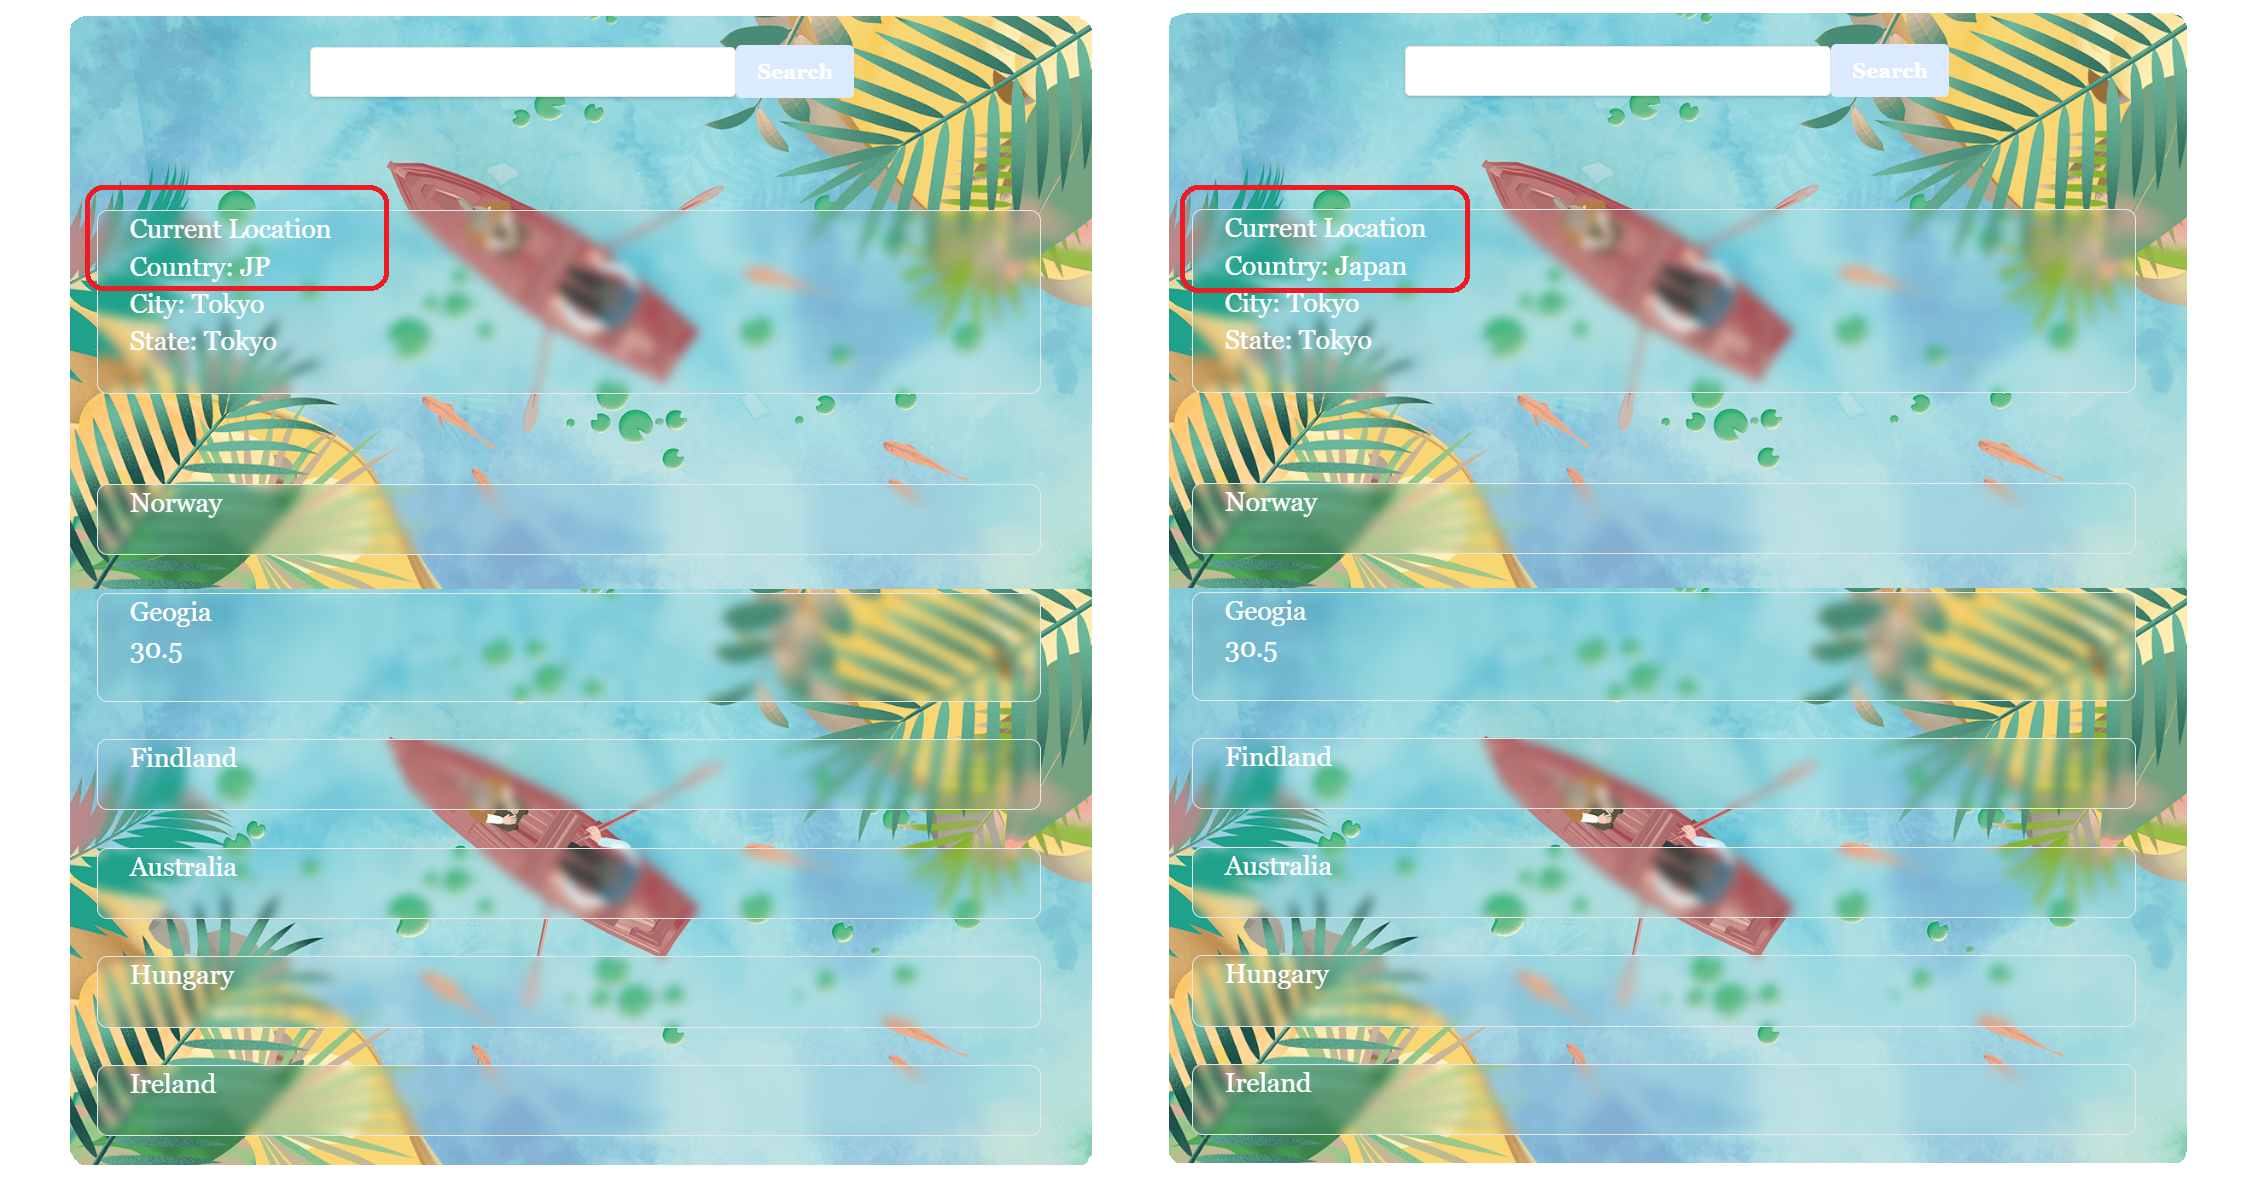 Search
Current Location
Country: JP
City: Tokyo
State: Tokyo
Norway
Geogia
30.5
Findland
Australia
Hungary
Ireland
Search
Current Location
Country: Japan
City: Tokyo
State: Tokyo
Norway
Geogia
30.5
Findland
Australia
Hungary
Ireland